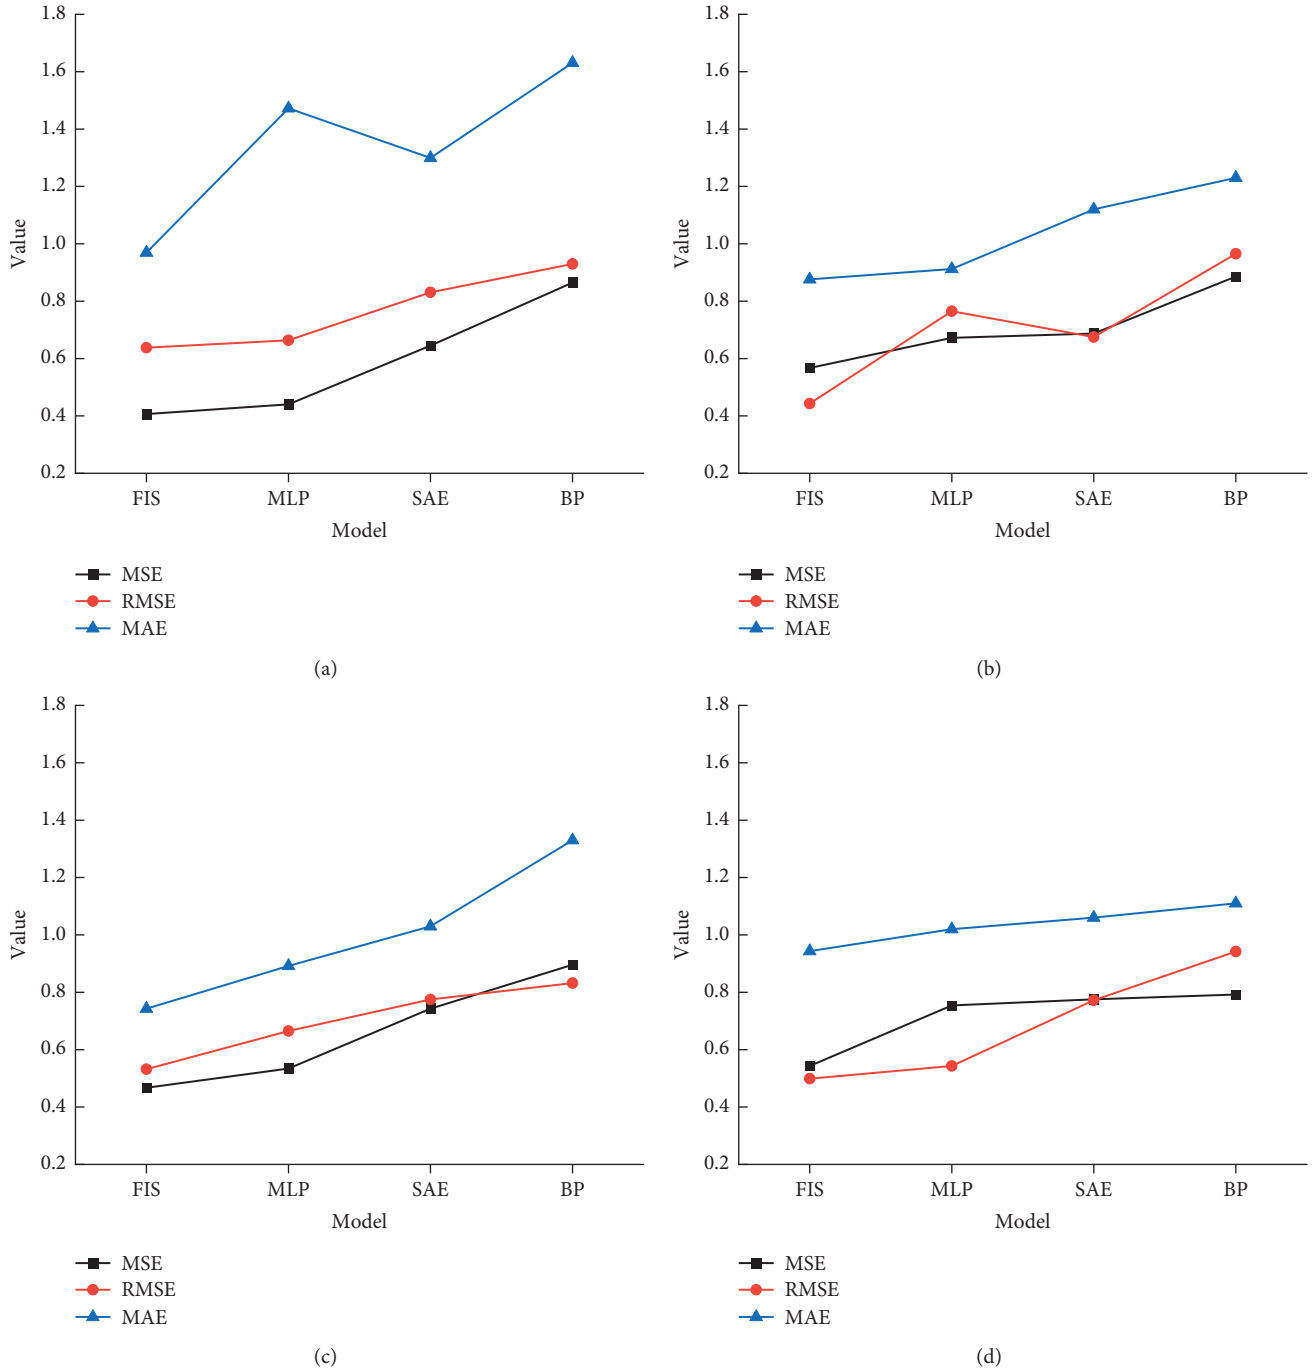 1.8
1.6
1.4
1.2
1.0
0.8
0.6
0.4
0.2
Value
FIS MLP SAE BP
Model
MSE
RMSE
MAE
(a)
1.8
1.6
1.4
1.2
1.0
0.8
0.6
0.4
0.2
Value
FIS MLP SAE BP
Model
MSE
RMSE
MAE
(b)
1.8
1.6
1.4
1.2
1.0
0.8
0.6
0.4
0.2
Value
FIS MLP SAE BP
Model
MSE
RMSE
MAE
(c)
1.8
1.6
1.4
1.2
1.0
0.8
0.6
0.4
0.2
Value
FIS MLP SAE BP
Model
MSE
RMSE
MAE
(d)